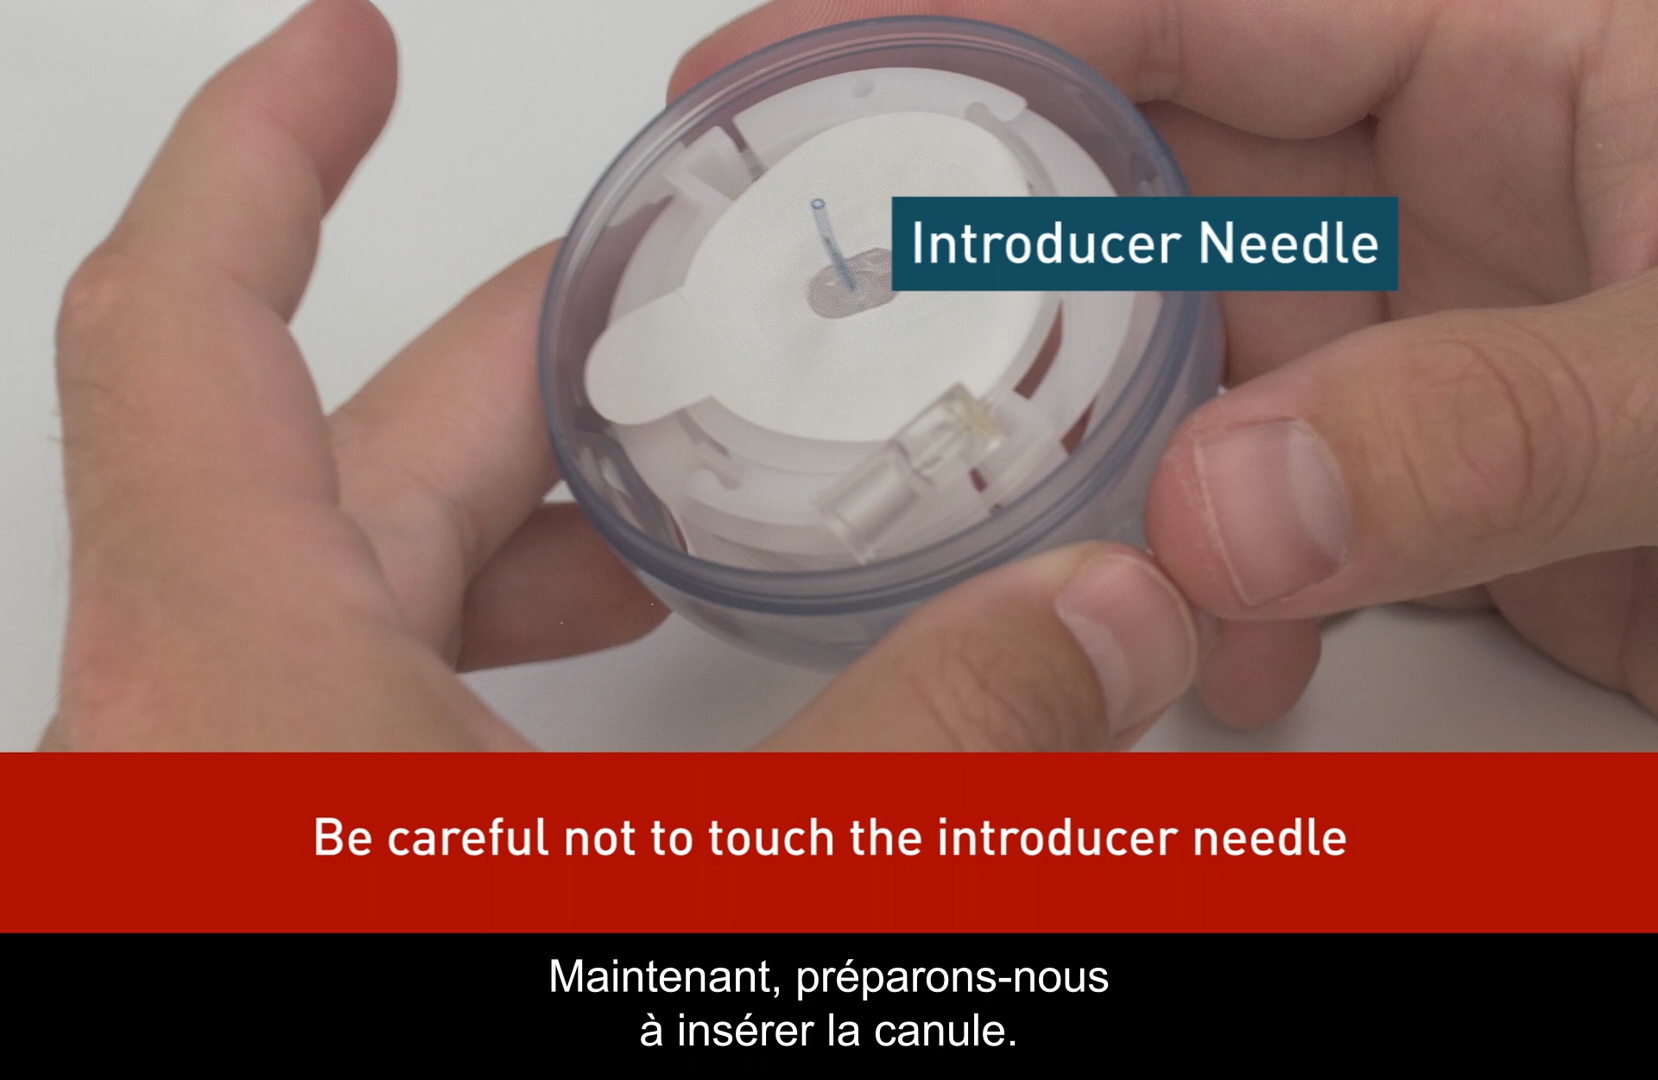 Introducer Needle
Be careful not to touch the introducer needle
Maintenant, préparons-nous
à insérer la canule.